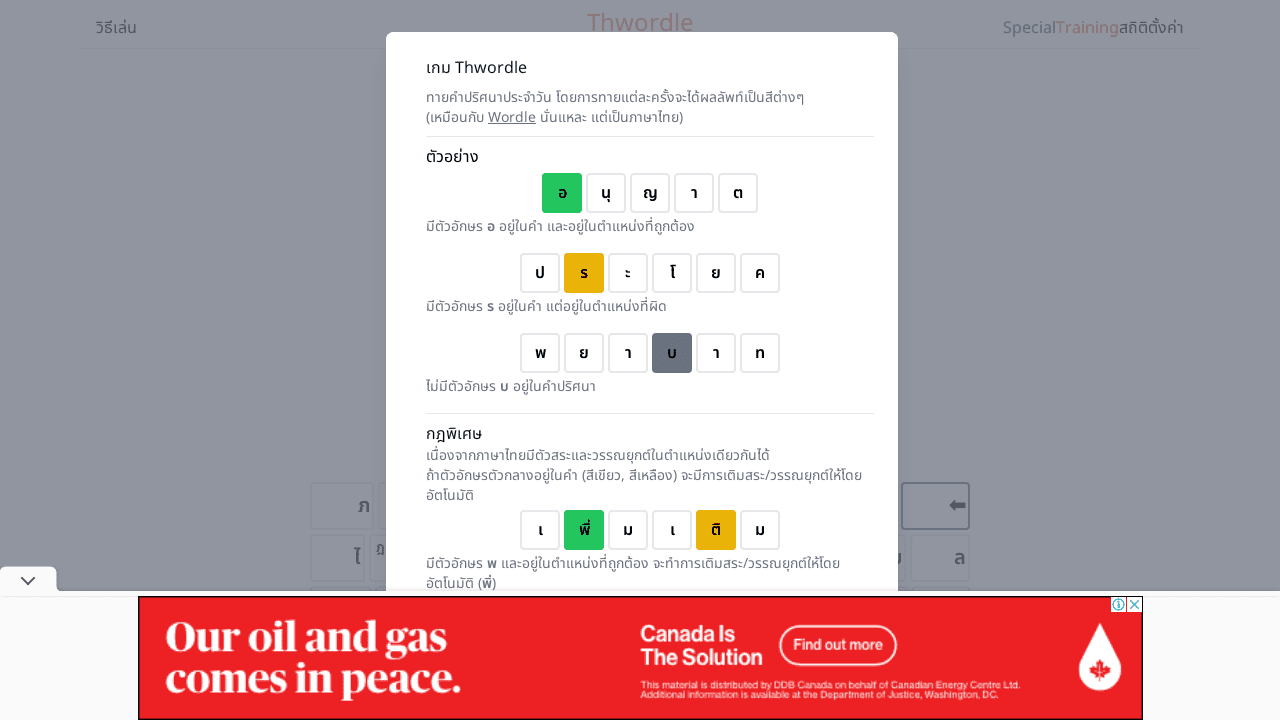 วิธีเล่น
Thwordle
Special Training สถิติ ตั้งค่า
เกม Thwordle
ทายคำปริศนาประจำวัน โดยการทายแต่ละครั้งจะได้ผลลัพท์เป็นสีต่างๆ
(เหมือนกับ Wordle นั่นแหละ แต่เป็นภาษาไทย)
ตัวอย่าง
อ นุ ญ า ต
มีตัวอักษร อ อยู่ในคำ และอยู่ในตำแหน่งที่ถูกต้อง
ป ร ะ โ ย ค
มีตัวอักษร ร อยู่ในคำ แต่อยู่ในตำแหน่งที่ผิด
พ ย า บ า ท
ไม่มีตัวอักษร บ อยู่ในคำปริศนา
กฎพิเศษ
เนื่องจากภาษาไทยมีตัวสระและวรรณยุกต์ในตำแหน่งเดียวกันได้
ถ้าตัวอักษรตัวกลางอยู่ในคำ (สีเขียว, สีเหลือง) จะมีการเติมสระ/วรรณยุกต์ให้โดย
อัตโนมัติ
ภ ⬅
เ พี่ ม เ ติ ม
ไ ฎ ล
มีตัวอักษร พ และอยู่ในตำแหน่งที่ถูกต้อง จะทำการเติมสระ/วรรณยุกต์ให้โดย
อัตโนมัติ (พี่)
Our oil and gas
comes in peace.
Canada Is
The Solution
Find out more
This material is distributed by DDB Canada on behalf of Canadian Energy Centre Ltd.
Additional information is available at the Department of Justice, Washington, DC.